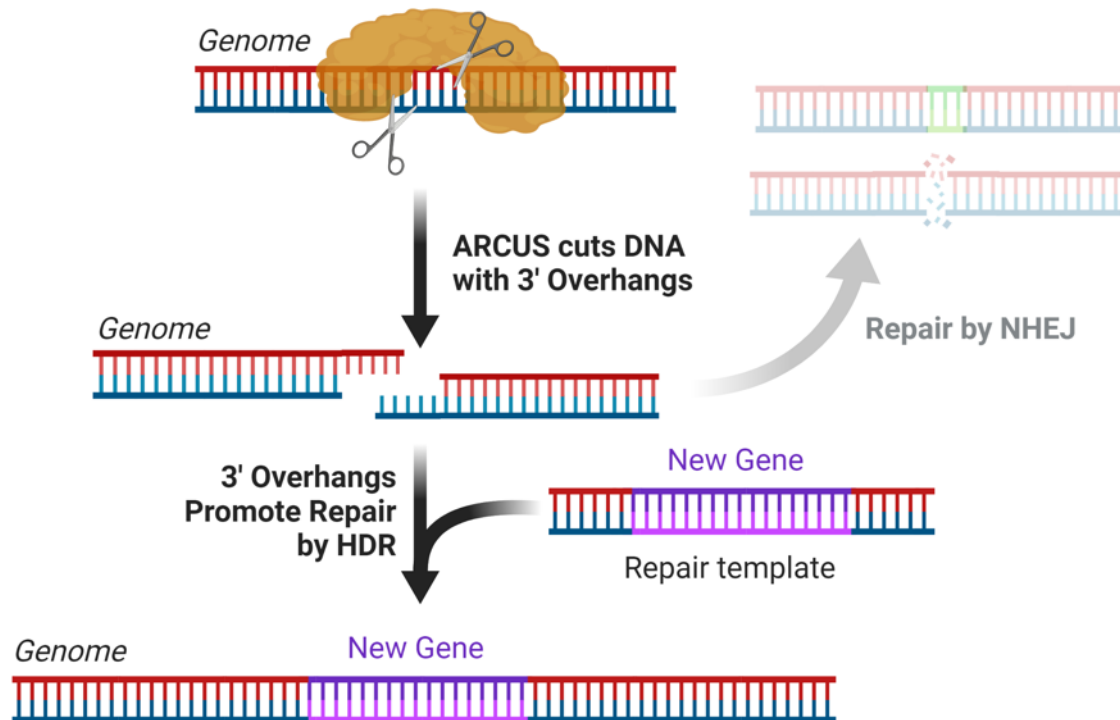 Genome
ARCUS cuts DNA
with 3' Overhangs
Genome
Repair by NHEJ
3' Overhangs
Promote Repair
by HDR
New Gene
Repair template
Genome
New Gene